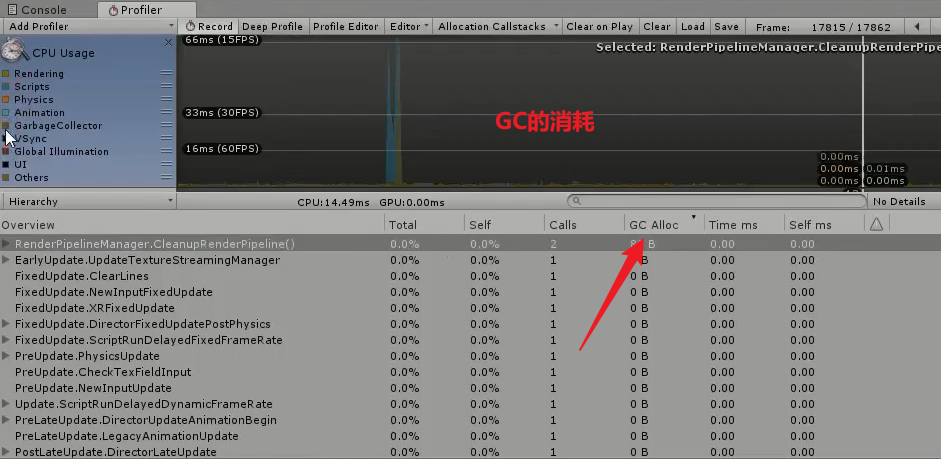 Console Profiler
Add Profiler Record Deep Profile Profile Editor Editor Allocation Callstacks Clear on Play Clear Load Save Frame: 17815 / 17862
CPU Usage
66ms (15FPS) Selected: RenderPipelineManager.CleanupRenderPipe
Rendering
Scripts
Physics
Animation
33ms (30FPS)
GC的消耗
GarbageCollector
VSync
Global Illumination
16ms (60FPS)
UI
0.00ms
0.00ms 0.01ms
Others
0.00ms 0.00ms
Hierarchy CPU:14.49ms GPU:0.00ms No Details
Overview Total Self Calls GC Alloc Time ms Self ms
RenderPipelineManager.CleanupRenderPipeline() 0.0% 0.0% 2 B 0.00 0.00
EarlyUpdate.UpdateTextureStreamingManager 0.0% 0.0% 1 0 B 0.00 0.00
FixedUpdate.ClearLines 0.0% 0.0% 1 0 B 0.00 0.00
FixedUpdate.NewInputFixedUpdate 0.0% 0.0% 1 0 B 0.00 0.00
FixedUpdate.XRFixedUpdate 0.0% 0.0% 1 0 B 0.00 0.00
FixedUpdate.DirectorFixedUpdatePostPhysics 0.0% 0.0% 1 0 B 0.00 0.00
FixedUpdate.ScriptRunDelayedFixedFrameRate 0.0% 0.0% 1 0 B 0.00 0.00
PreUpdate.PhysicsUpdate 0.0% 0.0% 1 0 B 0.00 0.00
PreUpdate.CheckTexFieldInput 0.0% 0.0% 1 0 B 0.00 0.00
PreUpdate.NewInputUpdate 0.0% 0.0% 1 0 B 0.00 0.00
Update.ScriptRunDelayedDynamicFrameRate 0.0% 0.0% 1 0 B 0.00 0.00
PreLateUpdate.DirectorUpdateAnimationBegin 0.0% 0.0% 1 0 B 0.00 0.00
PreLateUpdate.LegacyAnimationUpdate 0.0% 0.0% 1 0 B 0.00 0.00
PostLateUpdate.DirectorLateUpdate 0.0% 0.0% 1 0 B 0.00 0.00